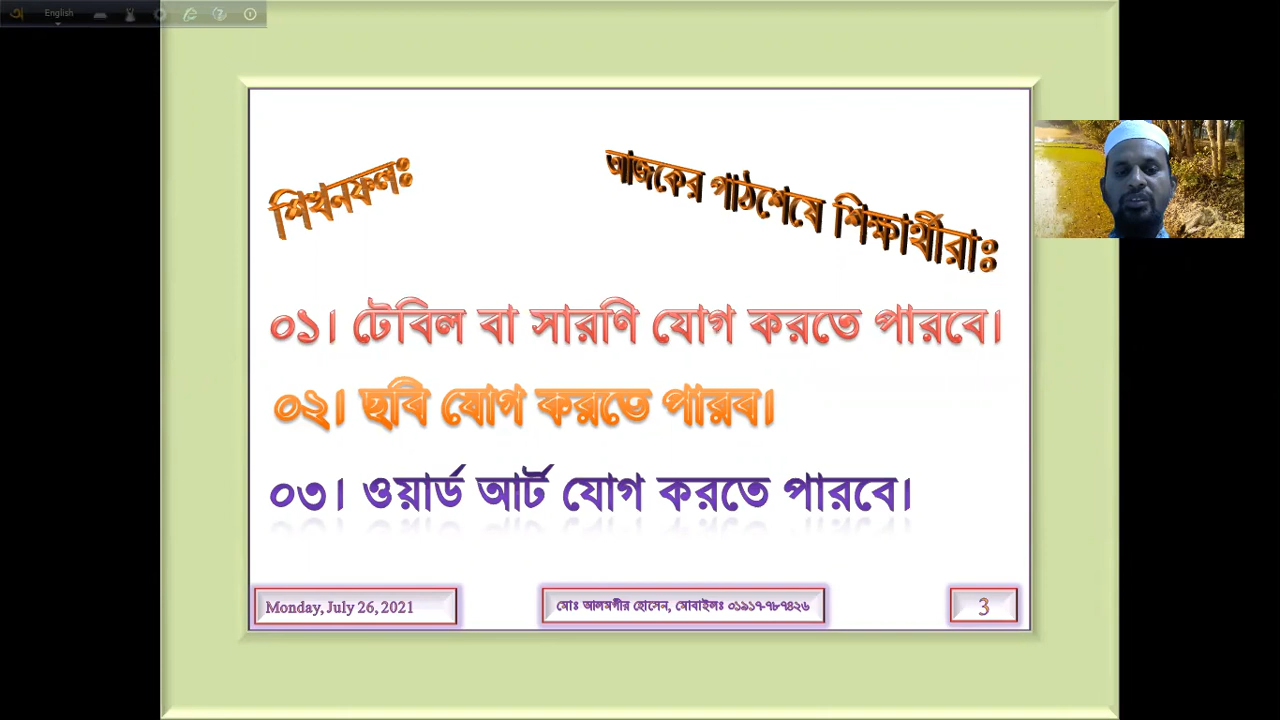 English
শিখনফলঃ
আজকের পাঠশেষে শিক্ষার্থীরাঃ
০১। টেবিল বা সারণি যোগ করতে পারবে।
০২। ছবি যোগ করতে পারব।
০৩। ওয়ার্ড আর্ট যোগ করতে পারবে।
Monday, July 26, 2021
মোঃ আলমগীর হোসেন, মোবাইলঃ ০১৯১৭-৭৮৭৪২৬
3